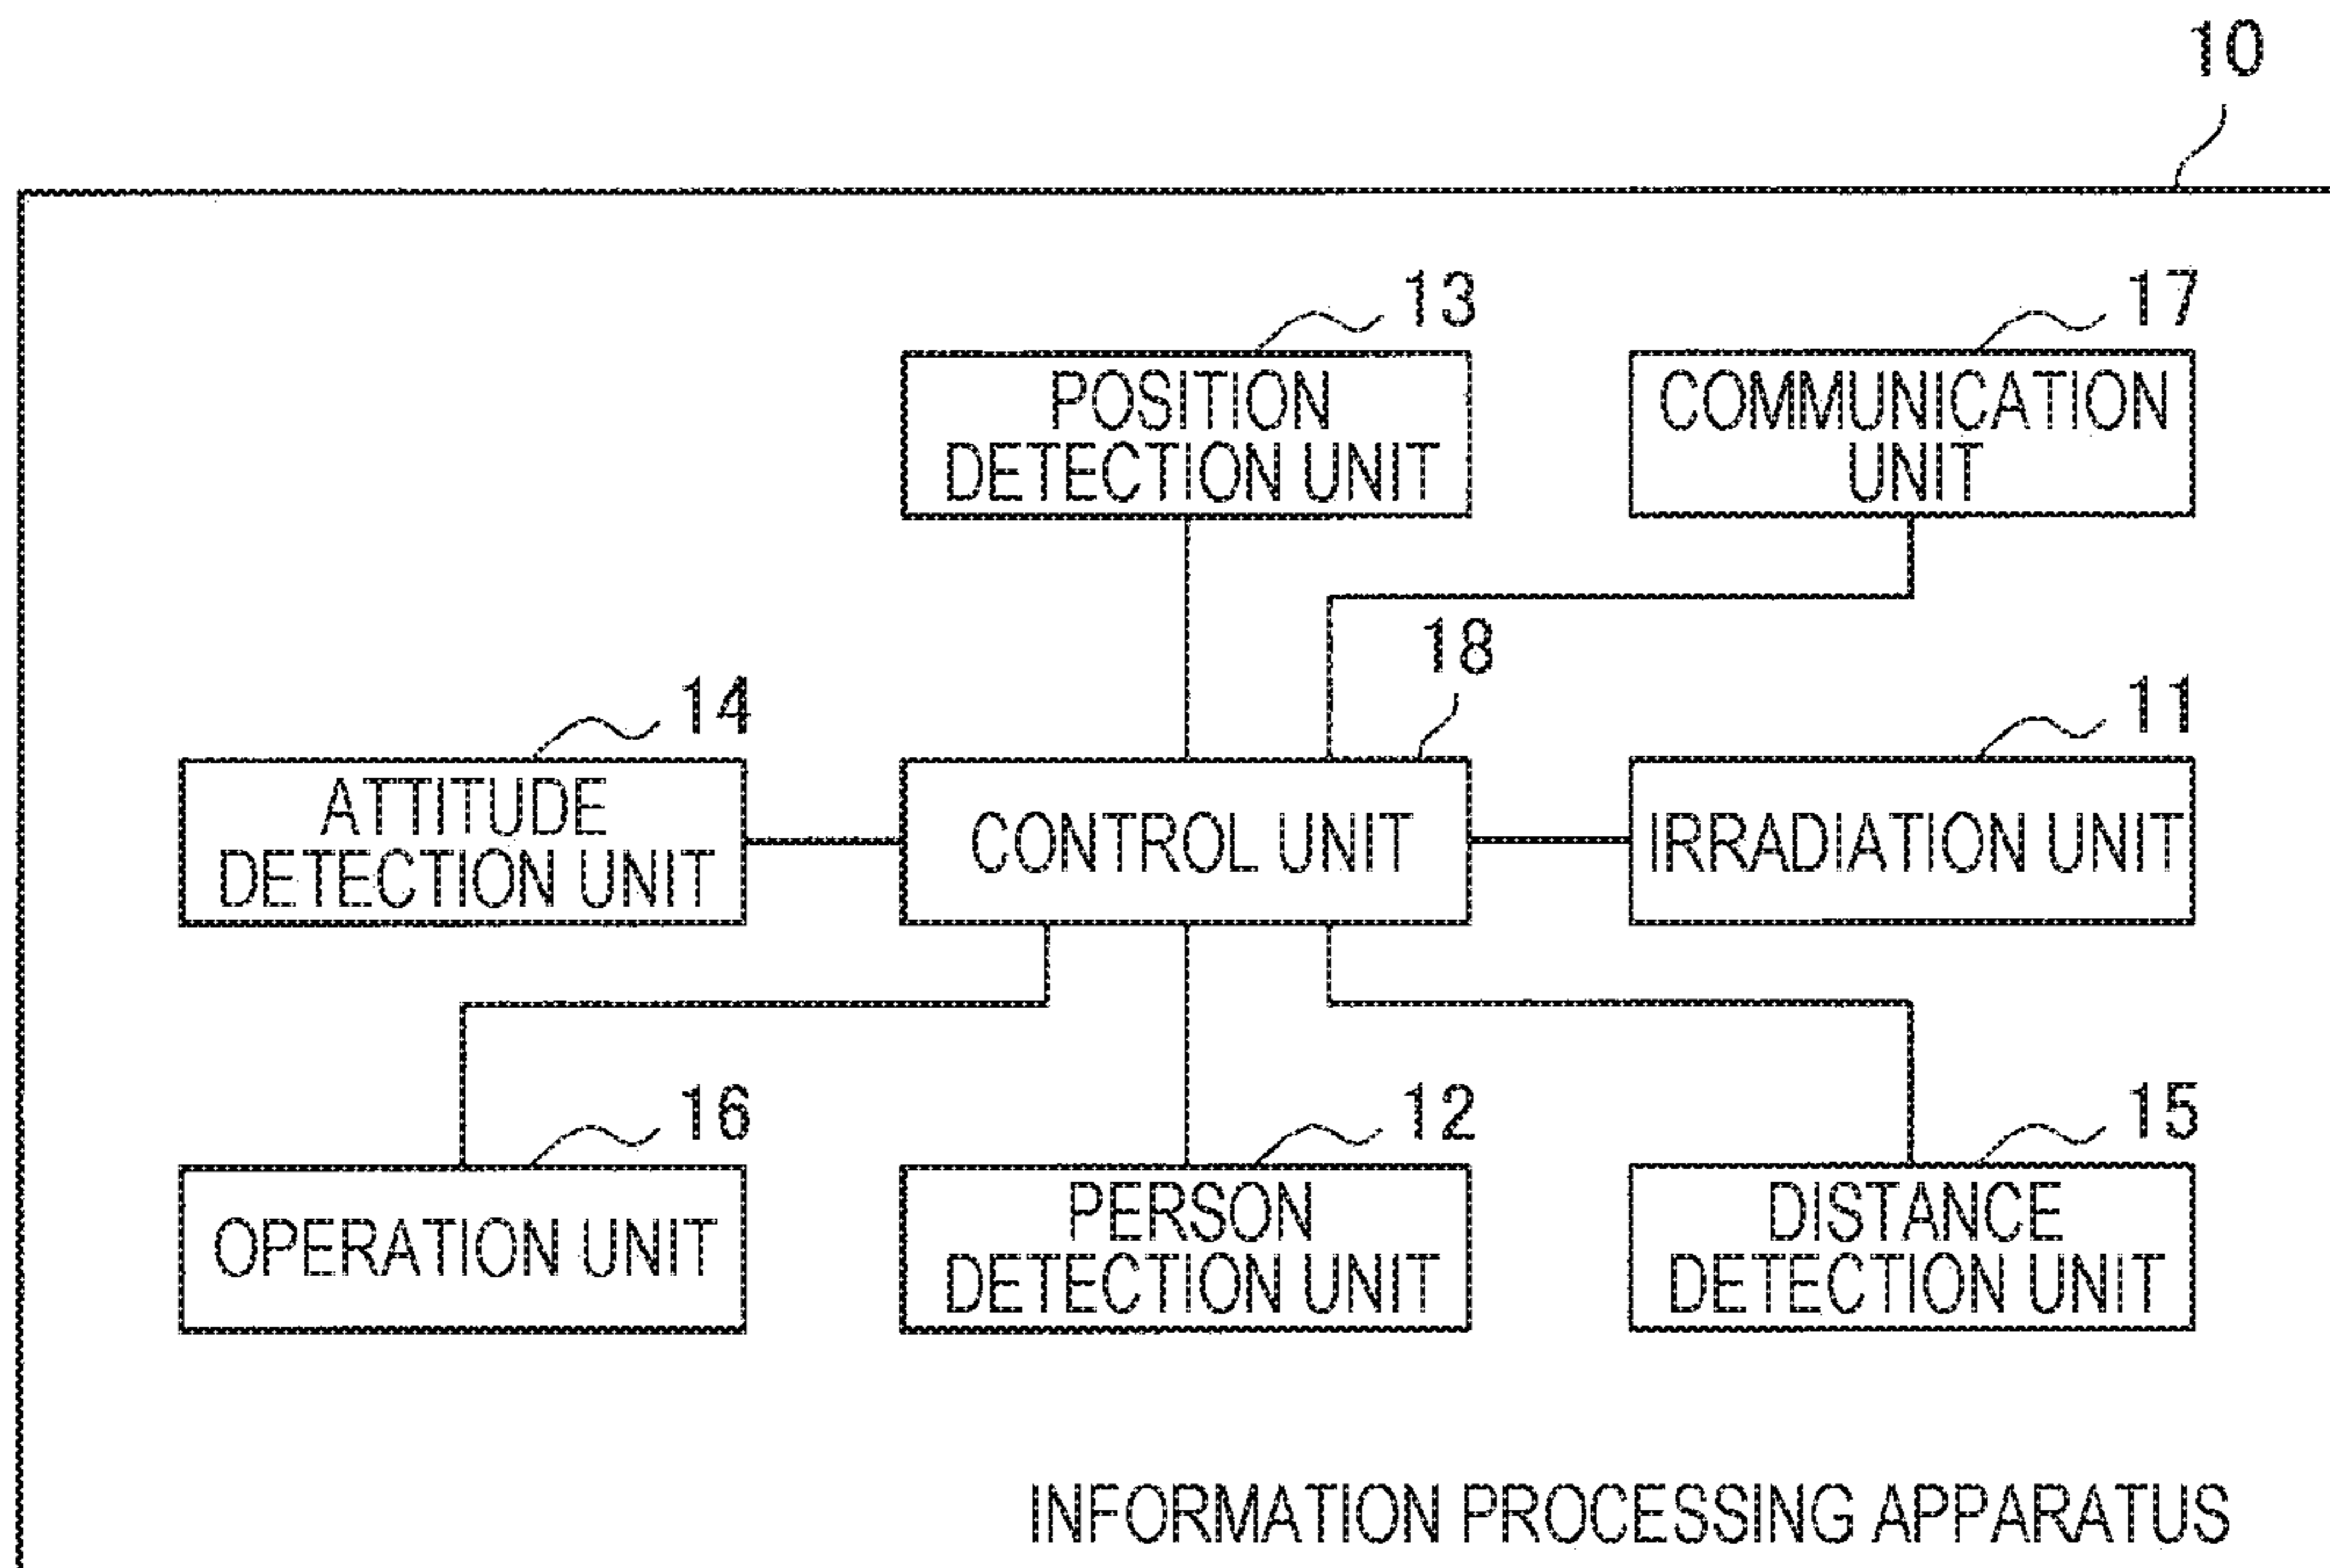 10
13
17
POSITION
DETECTION UNIT
COMMUNICATION
UNIT
18
14
11
ATTITUDE
DETECTION UNIT
CONTROL UNIT
IRRADIATION UNIT
16
12
15
OPERATION UNIT
PERSON
DETECTION UNIT
DISTANCE
DETECTION UNIT
INFORMATION PROCESSING APPARATUS